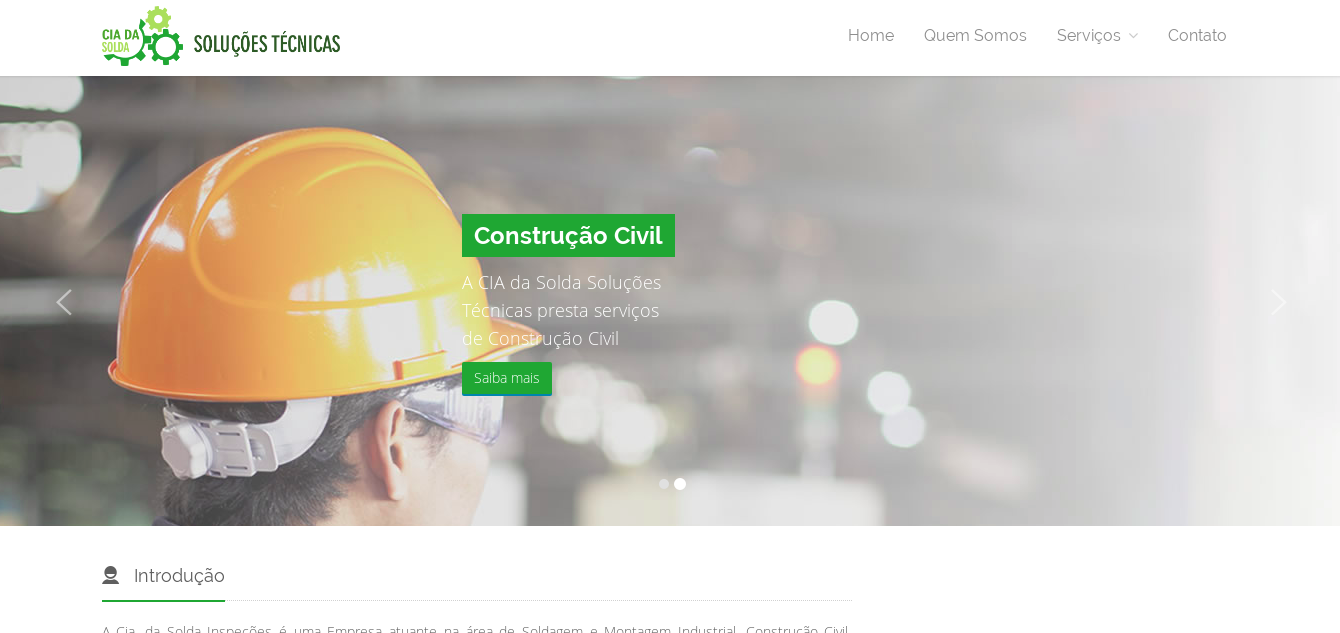 CIA DA
SOLDA
SOLUÇÕES TÉCNICAS
Home Quem Somos Serviços Contato
Construção Civil
A CIA da Solda Soluções
Técnicas presta serviços
de Construção Civil
Saiba mais
Introdução
A Cia. da Solda Inspeções é uma Empresa atuante na área de Soldagem e Montagem Industrial, Construção Civil,